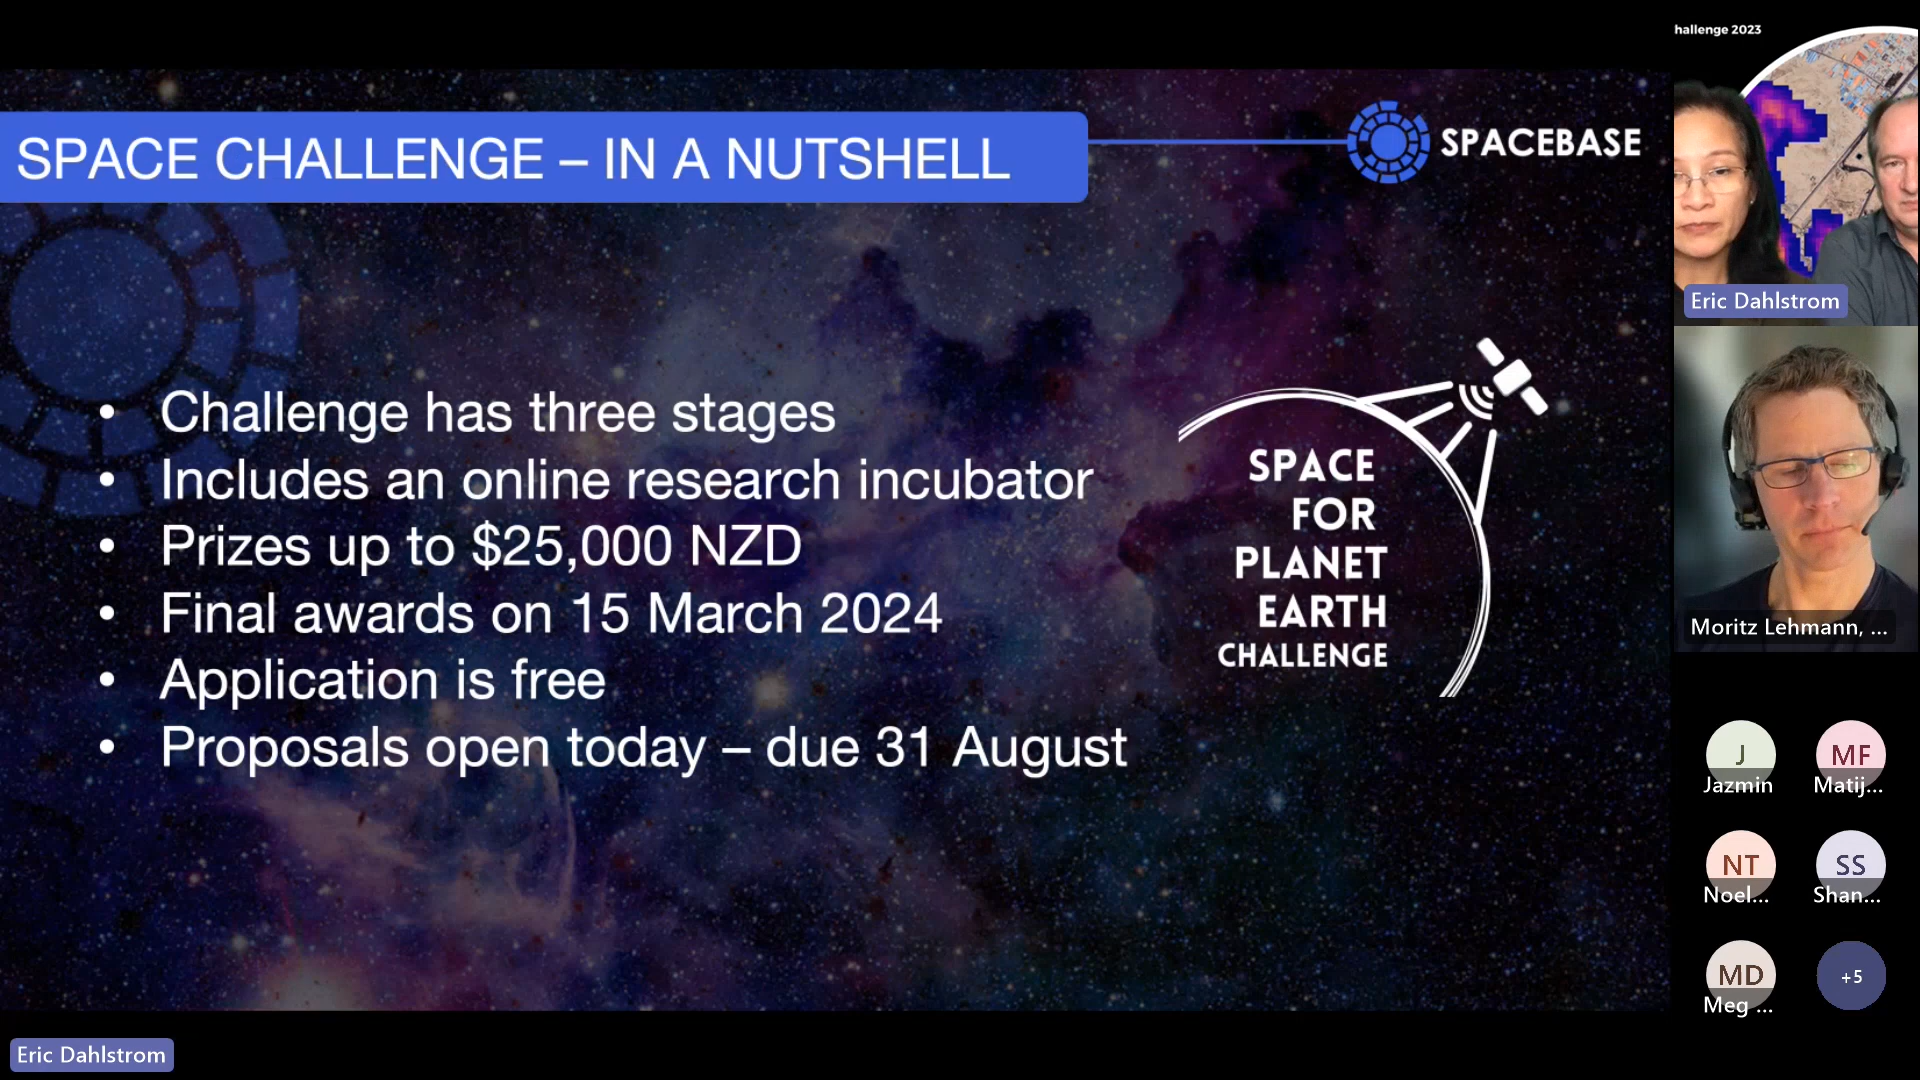 SPACE CHALLENGE – IN A NUTSHELL
SPACEBASE
• Challenge has three stages
• Includes an online research incubator
• Prizes up to $25,000 NZD
• Final awards on 15 March 2024
• Application is free
• Proposals open today – due 31 August
SPACE
FOR
PLANET
EARTH
CHALLENGE
hallenge 2023
Eric Dahlstrom
Moritz Lehmann, ...
J
Jazmin
MF
Matij...
NT
Noel...
SS
Shan...
MD
Meg ...
+5
Eric Dahlstrom